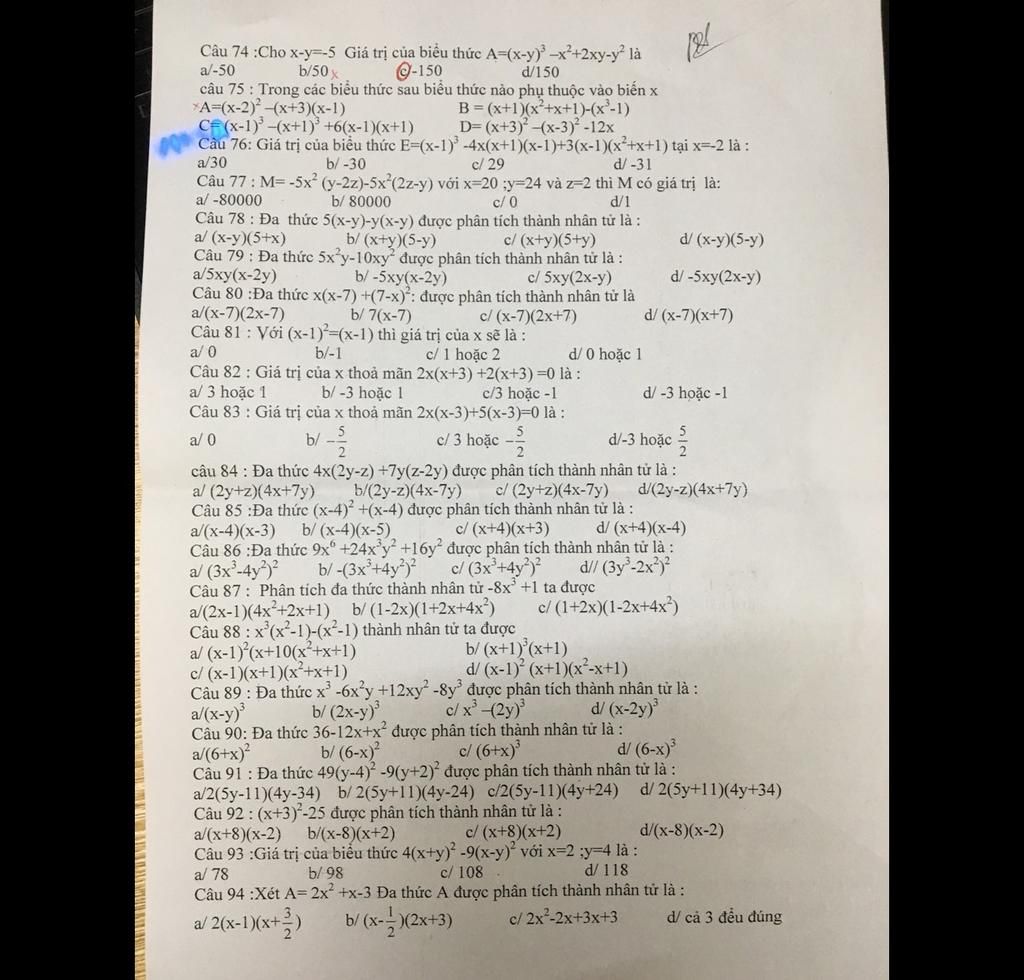 Câu 74 :Cho x-y=-5 Giá trị của biểu thức A=(x-y)³ –x²+2xy-y² là
a/-50 b/50 c/-150 d/150
câu 75 : Trong các biểu thức sau biểu thức nào phụ thuộc vào biến x
A=(x-2)² –(x+3)(x-1) B = (x+1)(x²+x+1)-(x³-1)
C= (x-1)³ –(x+1)³ +6(x-1)(x+1) D= (x+3)² –(x-3)² -12x
Câu 76: Giá trị của biểu thức E=(x-1)³ -4x(x+1)(x-1)+3(x-1)(x²+x+1) tại x=-2 là :
a/30 b/ -30 c/ 29 d/ -31
Câu 77 : M= -5x² (y-2z)-5x²(2z-y) với x=20 ;y=24 và z=2 thì M có giá trị là:
a/ -80000 b/ 80000 c/ 0 d/1
Câu 78 : Đa thức 5(x-y)-y(x-y) được phân tích thành nhân tử là :
a/ (x-y)(5+x) b/ (x+y)(5-y) c/ (x+y)(5+y) d/ (x-y)(5-y)
Câu 79 : Đa thức 5x²y-10xy² được phân tích thành nhân tử là :
a/5xy(x-2y) b/ -5xy(x-2y) c/ 5xy(2x-y) d/ -5xy(2x-y)
Câu 80 :Đa thức x(x-7) +(7-x)²: được phân tích thành nhân tử là
a/(x-7)(2x-7) b/ 7(x-7) c/ (x-7)(2x+7) d/ (x-7)(x+7)
Câu 81 : Với (x-1)²=(x-1) thì giá trị của x sẽ là :
a/ 0 b/-1 c/ 1 hoặc 2 d/ 0 hoặc 1
Câu 82 : Giá trị của x thoả mãn 2x(x+3) +2(x+3) =0 là :
a/ 3 hoặc 1 b/ -3 hoặc 1 c/3 hoặc -1 d/ -3 hoặc -1
Câu 83 : Giá trị của x thoả mãn 2x(x-3)+5(x-3)=0 là :
a/ 0 b/ –5/2 c/ 3 hoặc –5/2 d/-3 hoặc 5/2
câu 84 : Đa thức 4x(2y-z) +7y(z-2y) được phân tích thành nhân tử là :
a/ (2y+z)(4x+7y) b/(2y-z)(4x-7y) c/ (2y+z)(4x-7y) d/(2y-z)(4x+7y)
Câu 85 :Đa thức (x-4)² +(x-4) được phân tích thành nhân tử là :
a/(x-4)(x-3) b/ (x-4)(x-5) c/ (x+4)(x+3) d/ (x+4)(x-4)
Câu 86 :Đa thức 9x⁶ +24x³y² +16y² được phân tích thành nhân tử là :
a/ (3x³-4y²)² b/ -(3x³+4y²)² c/ (3x³+4y²)² d// (3y³-2x²)²
Câu 87 : Phân tích đa thức thành nhân tử -8x³ +1 ta được
a/(2x-1)(4x²+2x+1) b/ (1-2x)(1+2x+4x²) c/ (1+2x)(1-2x+4x²)
Câu 88 : x³(x²-1)-(x²-1) thành nhân tử ta được
a/ (x-1)²(x+10(x²+x+1) b/ (x+1)³(x+1)
c/ (x-1)(x+1)(x²+x+1) d/ (x-1)² (x+1)(x²-x+1)
Câu 89 : Đa thức x³ -6x²y +12xy² -8y³ được phân tích thành nhân tử là :
a/(x-y)³ b/ (2x-y)³ c/ x³ –(2y)³ d/ (x-2y)³
Câu 90: Đa thức 36-12x+x² được phân tích thành nhân tử là :
a/(6+x)² b/ (6-x)² c/ (6+x)³ d/ (6-x)³
Câu 91 : Đa thức 49(y-4)² -9(y+2)² được phân tích thành nhân tử là :
a/2(5y-11)(4y-34) b/ 2(5y+11)(4y-24) c/2(5y-11)(4y+24) d/ 2(5y+11)(4y+34)
Câu 92 : (x+3)²-25 được phân tích thành nhân tử là :
a/(x+8)(x-2) b/(x-8)(x+2) c/ (x+8)(x+2) d/(x-8)(x-2)
Câu 93 :Giá trị của biểu thức 4(x+y)² -9(x-y)² với x=2 ;y=4 là :
a/ 78 b/ 98 c/ 108 d/ 118
Câu 94 :Xét A= 2x² +x-3 Đa thức A được phân tích thành nhân tử là :
a/ 2(x-1)(x+3/2) b/ (x-1/2)(2x+3) c/ 2x²-2x+3x+3 d/ cả 3 đều đúng